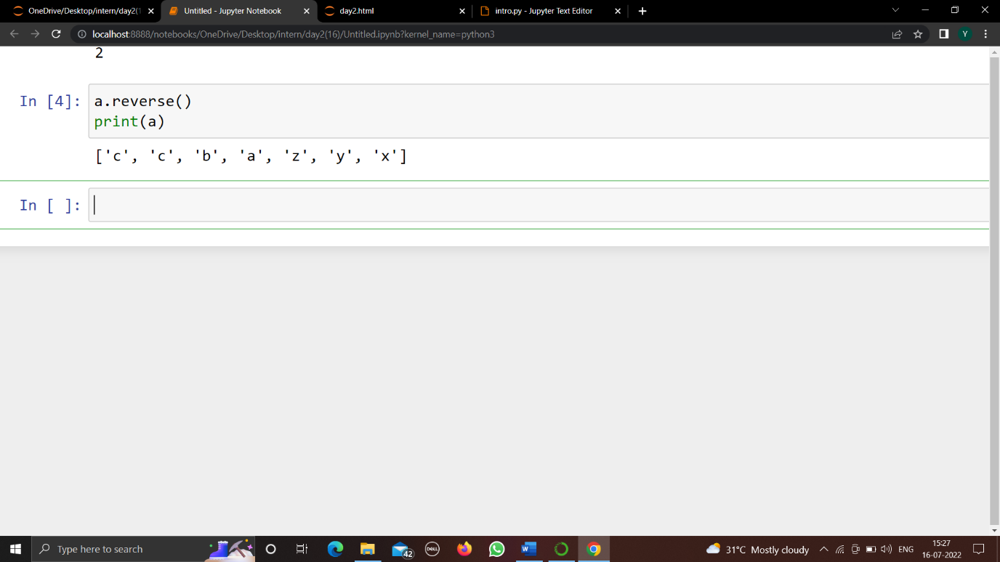 OneDrive/Desktop/intern/day2(1
Untitled - Jupyter Notebook
day2.html
intro.py - Jupyter Text Editor
localhost:8888/notebooks/OneDrive/Desktop/intern/day2(16)/Untitled.ipynb?kernel_name=python3
Y
2
In [4]:
a.reverse()
print(a)
['c', 'c', 'b', 'a', 'z', 'y', 'x']
In [ ]:
Type here to search
42
DELL
W
31°C Mostly cloudy
ENG
15:27
16-07-2022